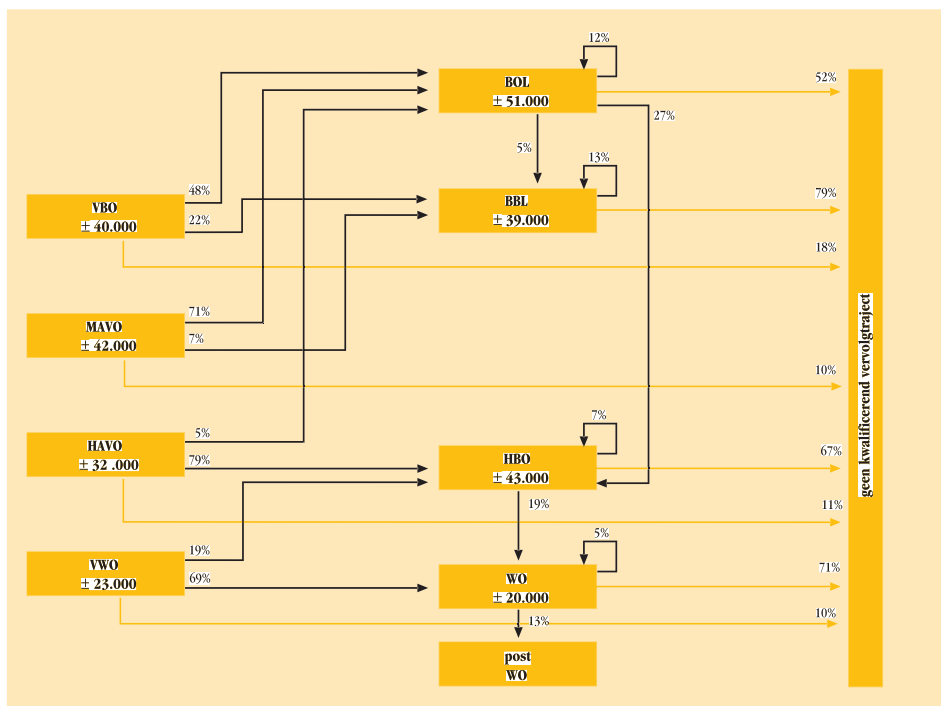 12%
BOL
± 51.000
52%
27%
5%
13%
BBL
± 39.000
79%
48%
VBO
± 40.000
22%
18%
71%
MAVO
± 42.000
7%
10%
geen kwalificerend vervolgtraject
5%
HAVO
± 32 .000
79%
7%
HBO
± 43.000
67%
11%
19%
19%
VWO
± 23.000
69%
5%
WO
± 20.000
71%
10%
13%
post
WO